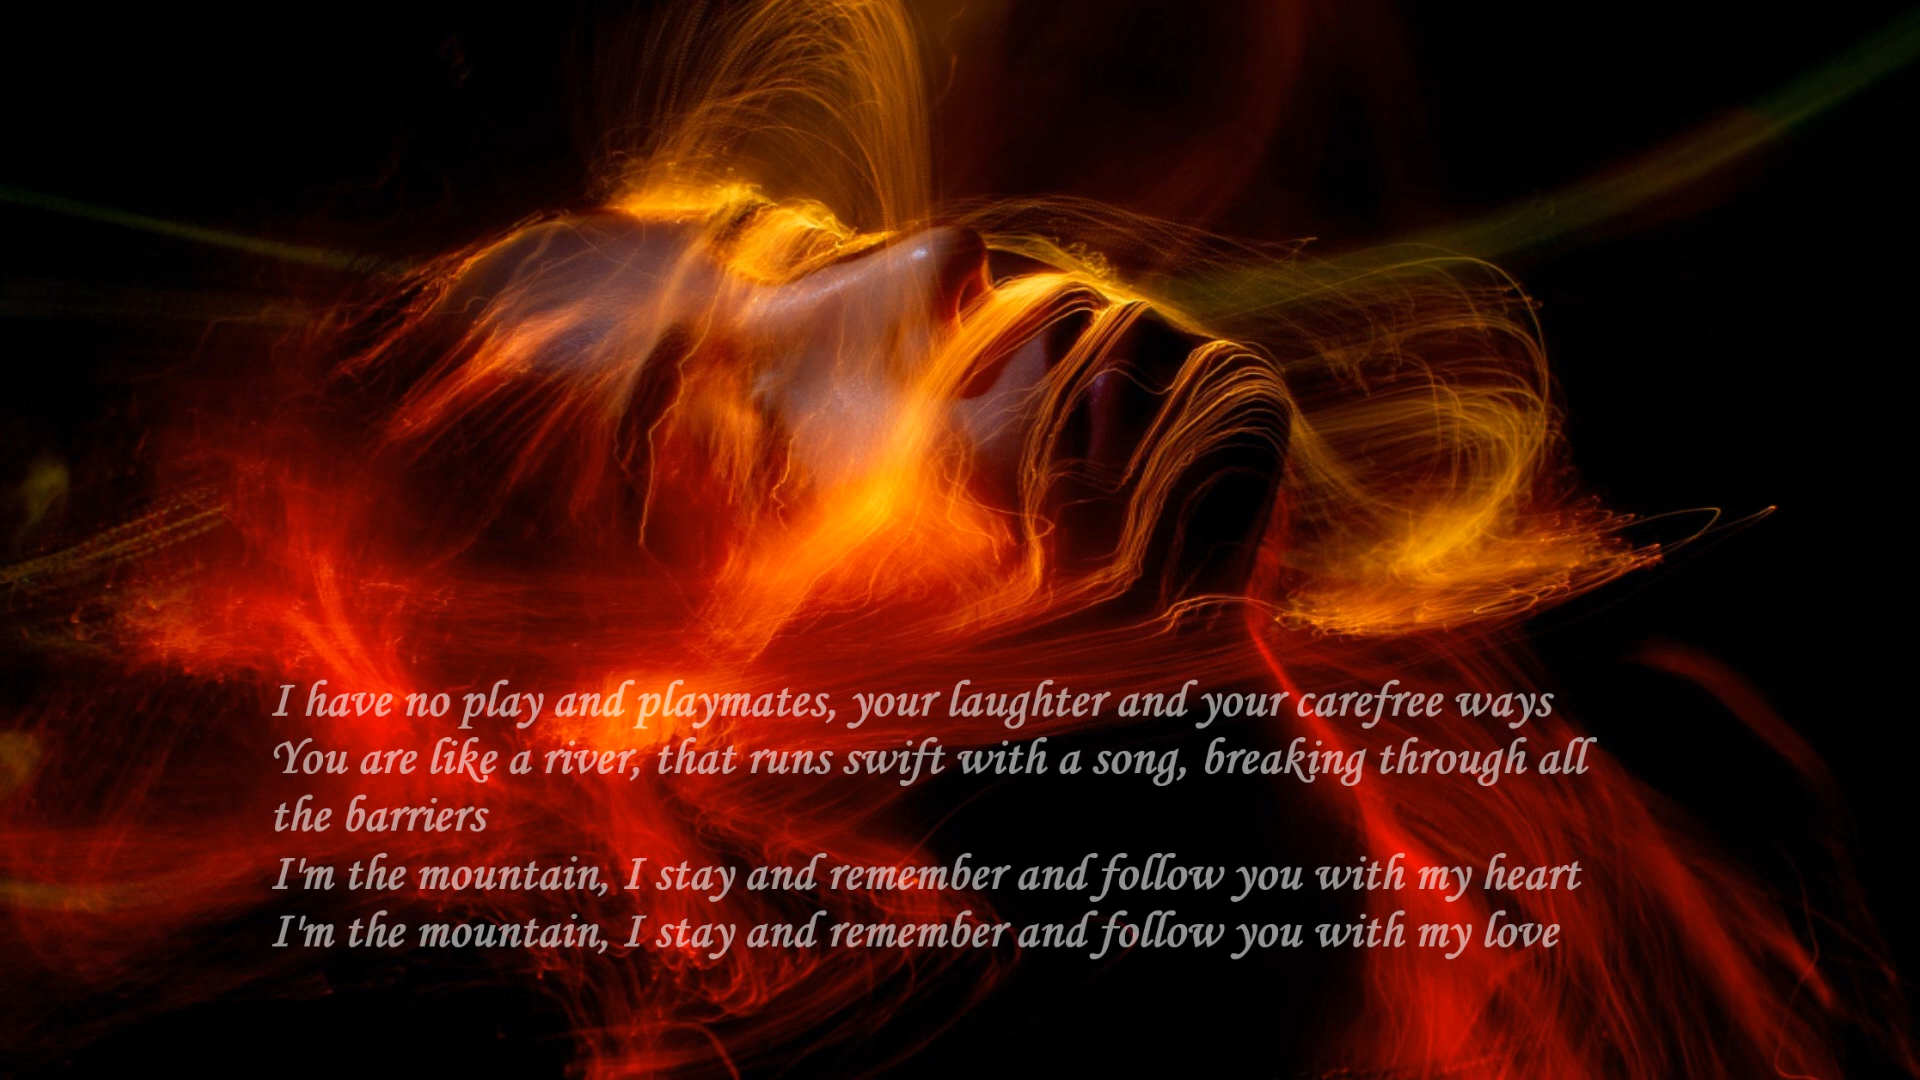 I have no play and playmates, your laughter and your carefree ways
You are like a river, that runs swift with a song, breaking through all
the barriers
I'm the mountain, I stay and remember and follow you with my heart
I'm the mountain, I stay and remember and follow you with my love